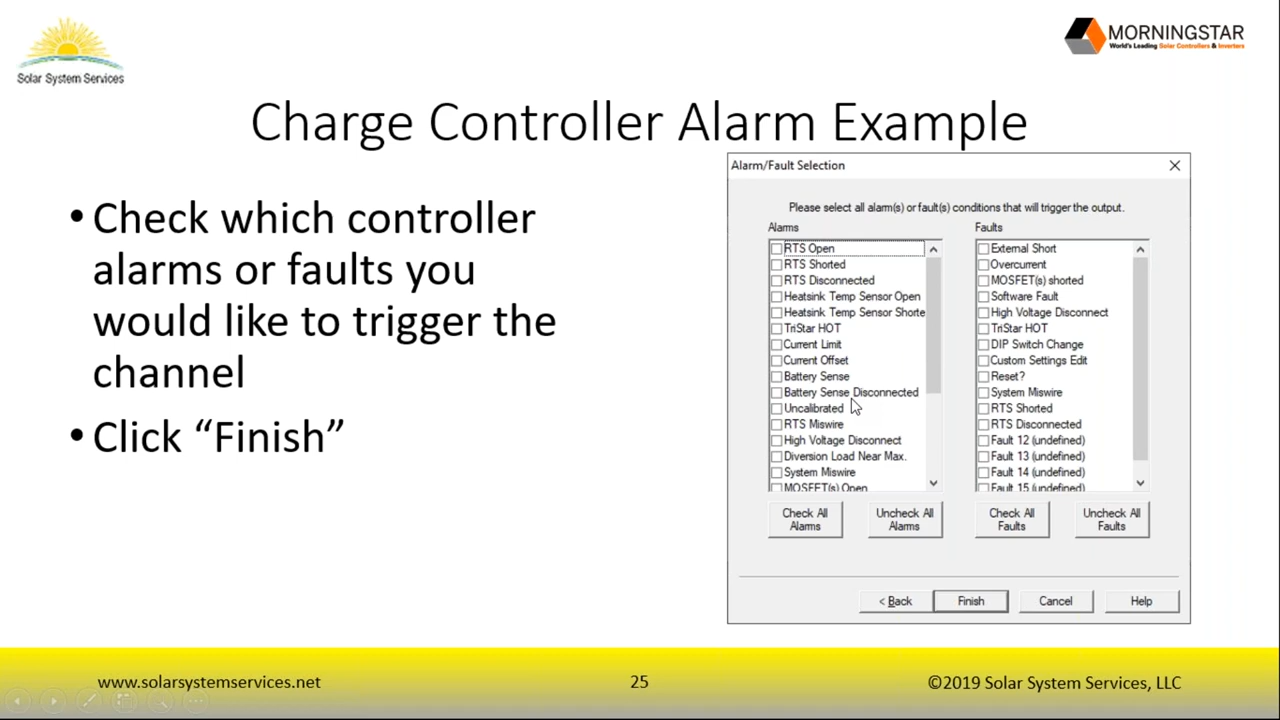 Solar System Services
MORNINGSTAR
World's Leading Solar Controllers & Inverters
Charge Controller Alarm Example
• Check which controller
alarms or faults you
would like to trigger the
channel
• Click “Finish”
Alarm/Fault Selection
Please select all alarm(s) or fault(s) conditions that will trigger the output.
Alarms
RTS Open
RTS Shorted
RTS Disconnected
Heatsink Temp Sensor Open
Heatsink Temp Sensor Shorte
TriStar HOT
Current Limit
Current Offset
Battery Sense
Battery Sense Disconnected
Uncalibrated
RTS Miswire
High Voltage Disconnect
Diversion Load Near Max.
System Miswire
MOSFET(s) Open
Faults
External Short
Overcurrent
MOSFET(s) shorted
Software Fault
High Voltage Disconnect
TriStar HOT
DIP Switch Change
Custom Settings Edit
Reset?
System Miswire
RTS Shorted
RTS Disconnected
Fault 12 (undefined)
Fault 13 (undefined)
Fault 14 (undefined)
Fault 15 (undefined)
Check All
Alarms
Uncheck All
Alarms
Check All
Faults
Uncheck All
Faults
< Back
Finish
Cancel
Help
www.solarsystemservices.net
25
©2019 Solar System Services, LLC